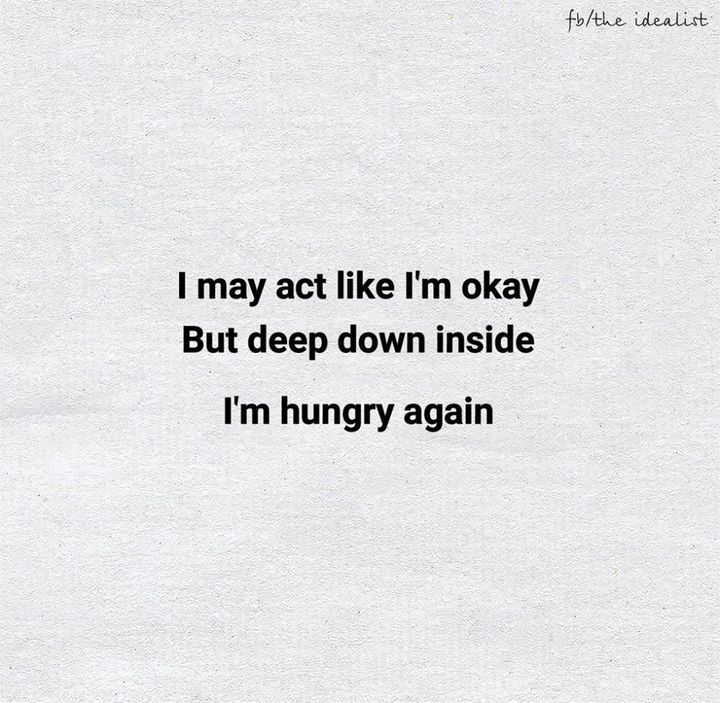 fb/the idealist
I may act like I'm okay
But deep down inside
I'm hungry again